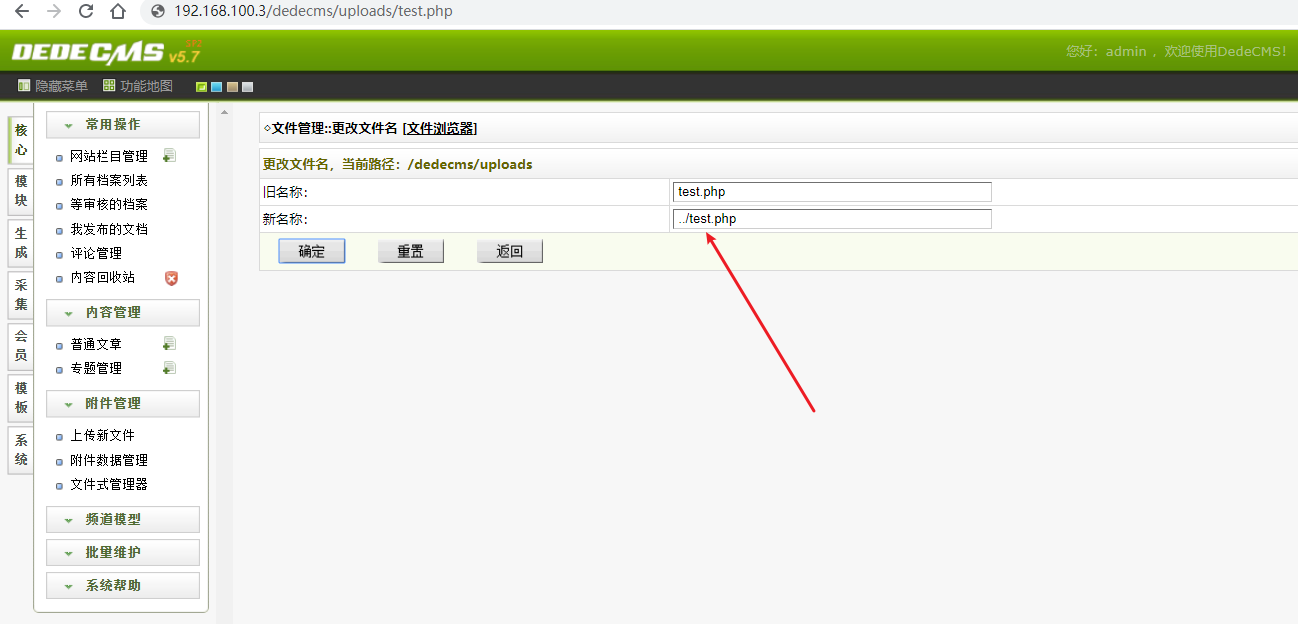 192.168.100.3/dedecms/uploads/test.php
DEDECMS v5.7 SP2
您好：admin ，欢迎使用DedeCMS！
隐藏菜单 功能地图
核心
模块
生成
采集
会员
模板
系统
常用操作
网站栏目管理
所有档案列表
等审核的档案
我发布的文档
评论管理
内容回收站
内容管理
普通文章
专题管理
附件管理
上传新文件
附件数据管理
文件式管理器
频道模型
批量维护
系统帮助
◇文件管理::更改文件名 [文件浏览器]
更改文件名，当前路径：/dedecms/uploads
旧名称： test.php
新名称： ../test.php
确定 重置 返回